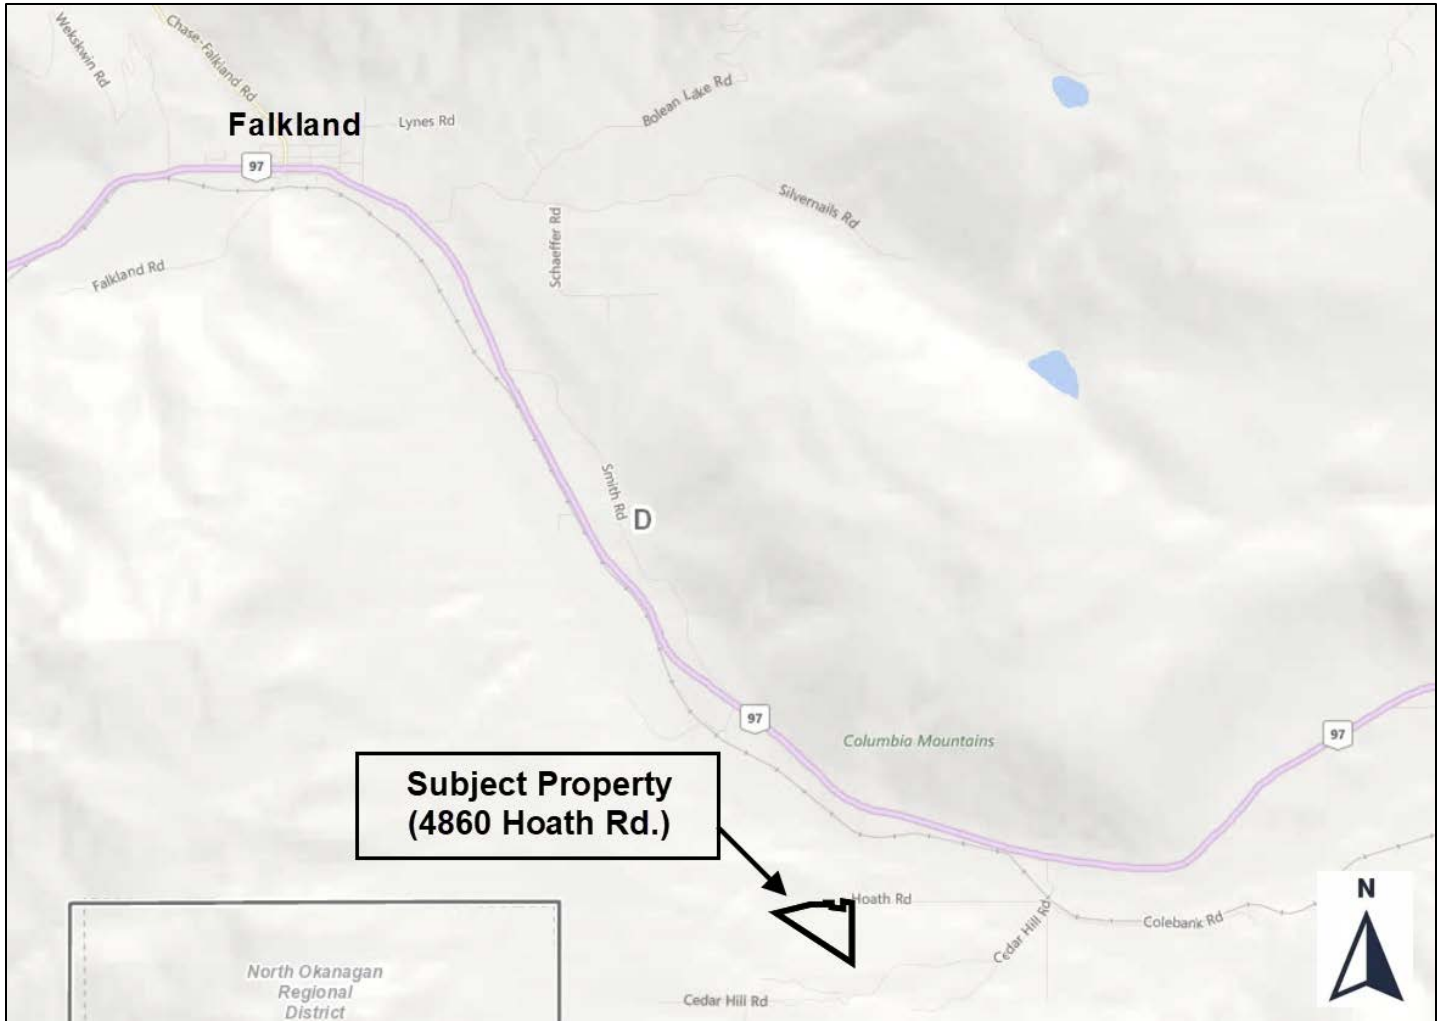 Wekskwin Rd
Chase-Falkland Rd
Falkland
Lynes Rd
Bolean Lake Rd
97
Silvernails Rd
Schaeffer Rd
Falkland Rd
Smith Rd
D
97
Columbia Mountains
97
Subject Property
(4860 Hoath Rd.)
Hoath Rd
N
Colebank Rd
Cedar Hill Rd
North Okanagan
Regional
District
Cedar Hill Rd